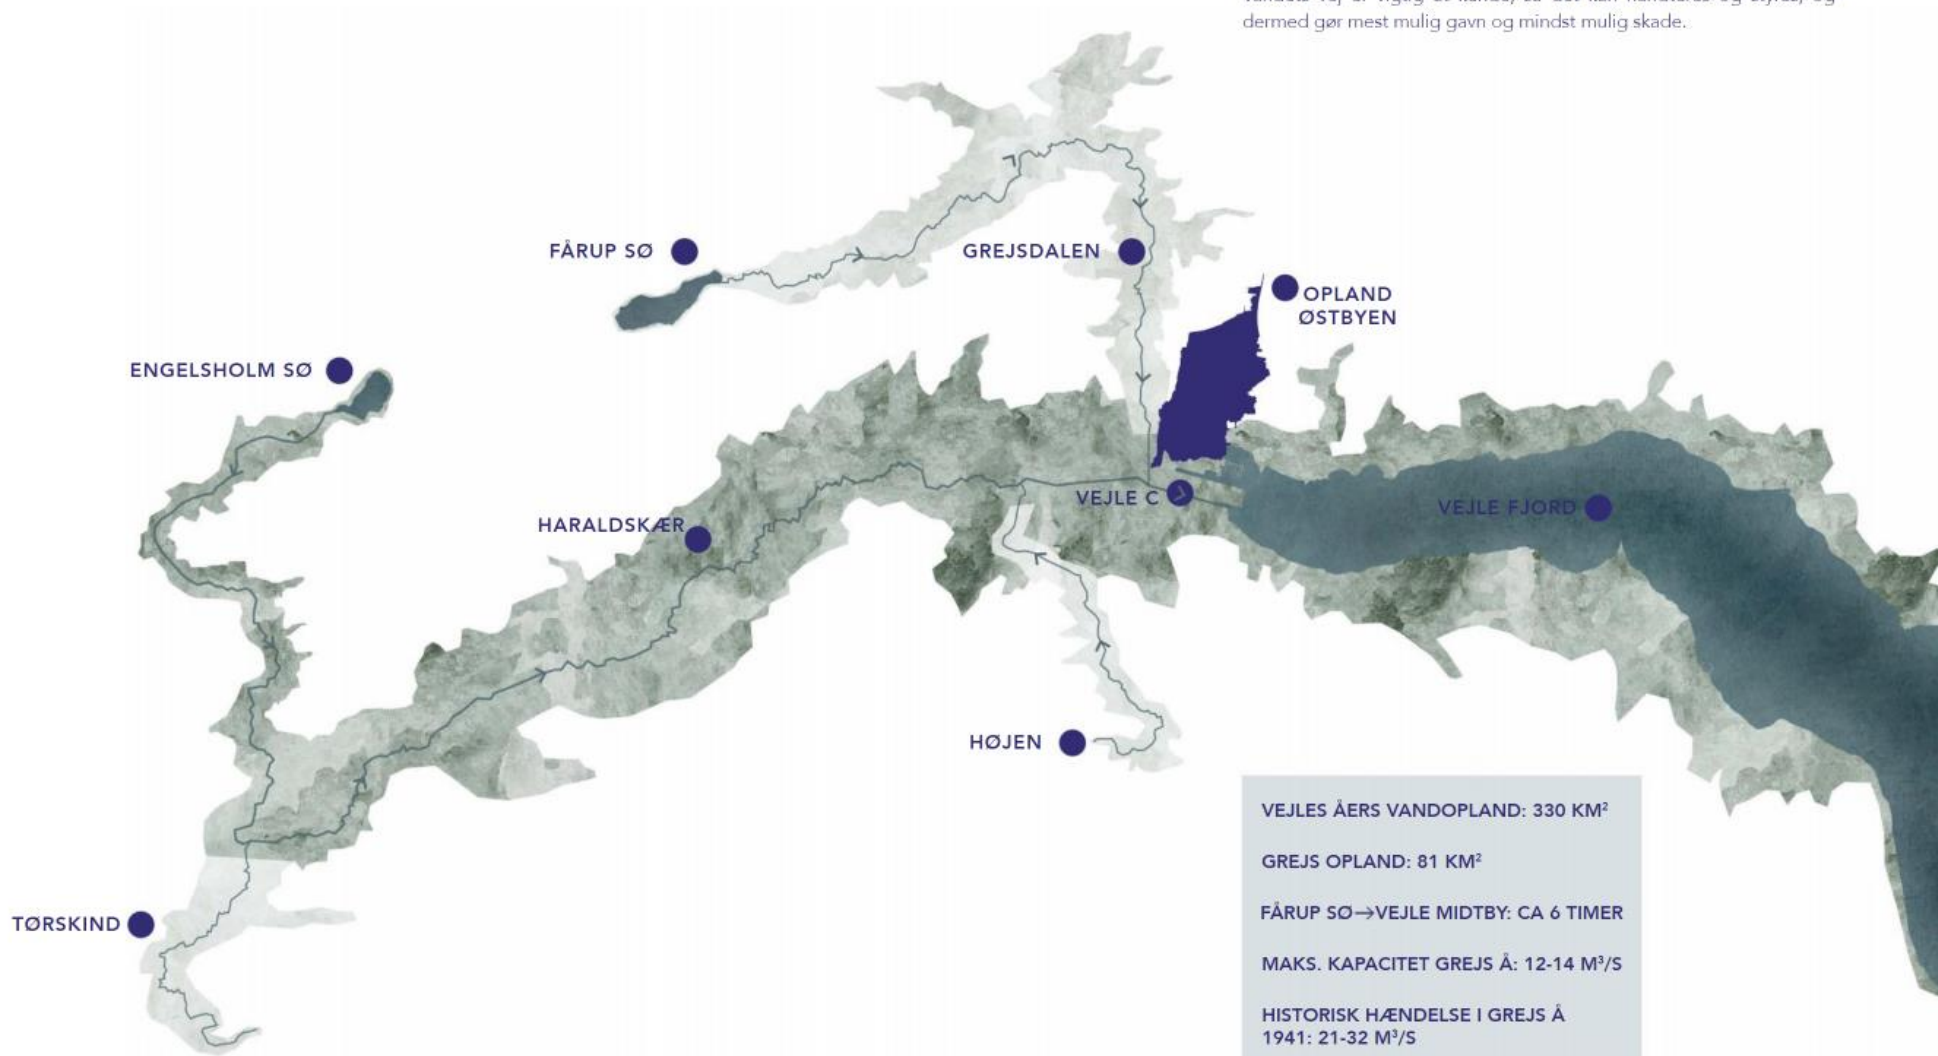 dermed gør mest mulig gavn og mindst mulig skade.
FÅRUP SØ
GREJSDALEN
OPLAND
ØSTBYEN
ENGELSHOLM SØ
VEJLE C
VEJLE FJORD
HARALDSKÆR
HØJEN
TØRSKIND
VEJLES ÅERS VANDOPLAND: 330 KM²
GREJS OPLAND: 81 KM²
FÅRUP SØ→VEJLE MIDTBY: CA 6 TIMER
MAKS. KAPACITET GREJS Å: 12-14 M³/S
HISTORISK HÆNDELSE I GREJS Å
1941: 21-32 M³/S